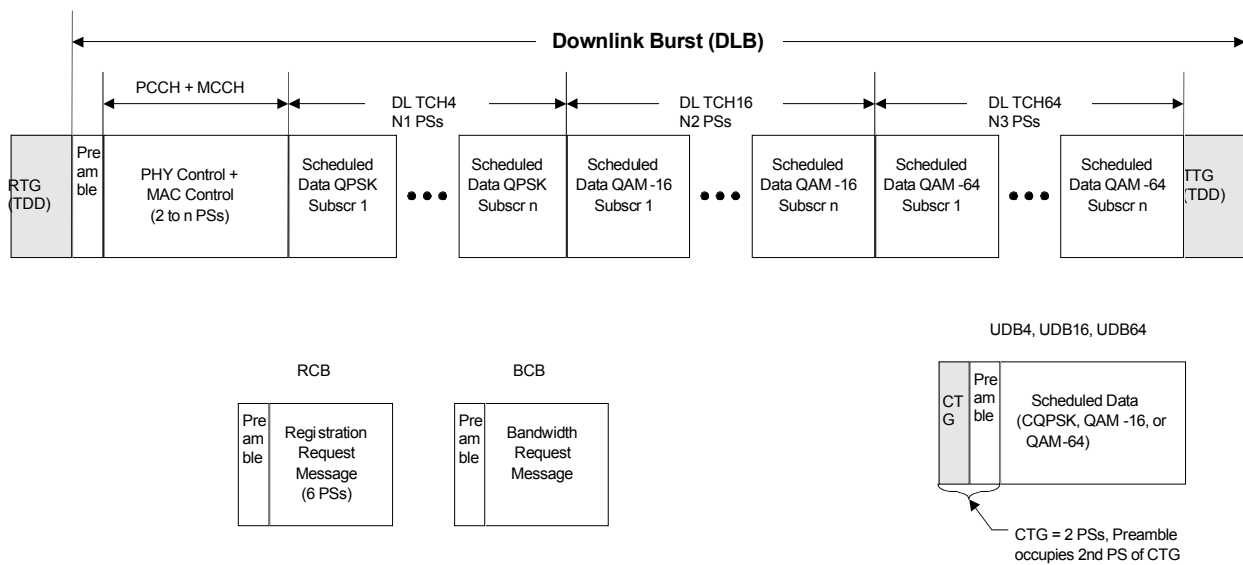 Downlink Burst (DLB)
PCCH + MCCH
DL TCH4
N1 PSs
DL TCH16
N2 PSs
DL TCH64
N3 PSs
RTG
(TDD)
Pre
am
ble
PHY Control +
MAC Control
(2 to n PSs)
Scheduled
Data QPSK
Subscr 1
Scheduled
Data QPSK
Subscr n
Scheduled
Data QAM -16
Subscr 1
Scheduled
Data QAM -16
Subscr n
Scheduled
Data QAM -64
Subscr 1
Scheduled
Data QAM -64
Subscr n
TTG
(TDD)
RCB
Pre
am
ble
Registration
Request
Message
(6 PSs)
BCB
Pre
am
ble
Bandwidth
Request
Message
UDB4, UDB16, UDB64
CT
G
Pre
am
ble
Scheduled Data
(CQPSK, QAM -16, or
QAM-64)
CTG = 2 PSs, Preamble
occupies 2nd PS of CTG